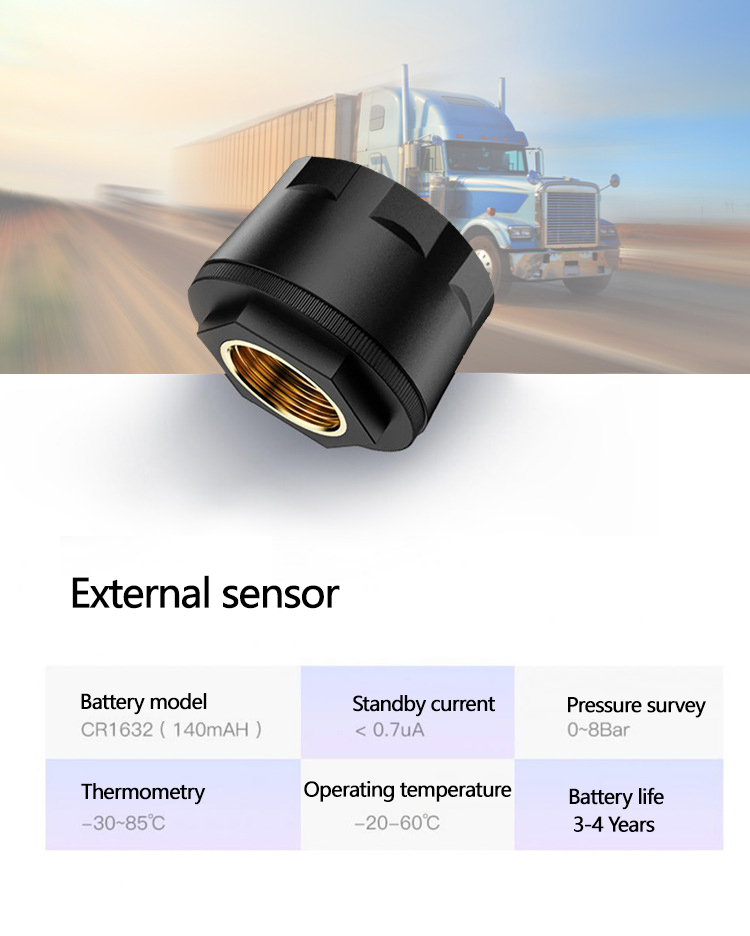 External sensor
Battery model
CR1632 ( 140mAH )
Standby current
< 0.7uA
Pressure survey
0~8Bar
Thermometry
-30~85℃
Operating temperature
-20-60℃
Battery life
3-4 Years